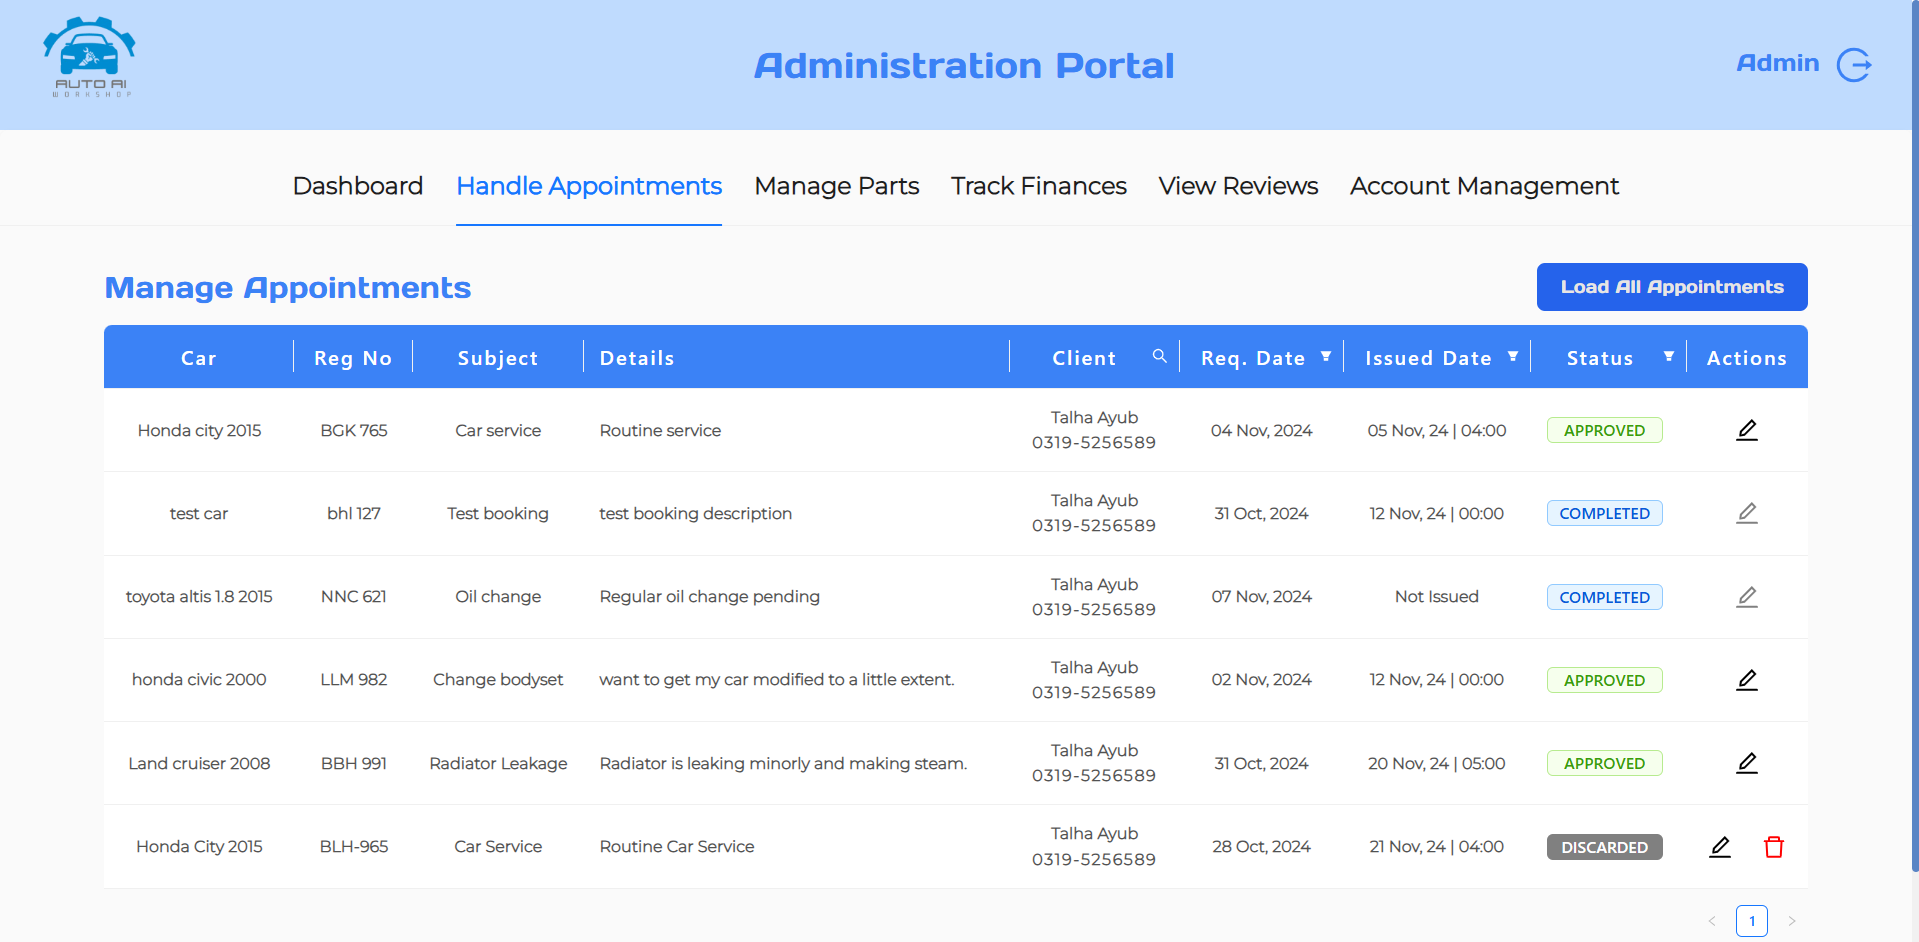 AUTO AI
WORKSHOP
Administration Portal
Admin
Dashboard Handle Appointments Manage Parts Track Finances View Reviews Account Management
Manage Appointments
Load All Appointments
Car Reg No Subject Details Client Req. Date Issued Date Status Actions
Honda city 2015 BGK 765 Car service Routine service Talha Ayub 0319-5256589 04 Nov, 2024 05 Nov, 24 | 04:00 APPROVED
test car bhl 127 Test booking test booking description Talha Ayub 0319-5256589 31 Oct, 2024 12 Nov, 24 | 00:00 COMPLETED
toyota altis 1.8 2015 NNC 621 Oil change Regular oil change pending Talha Ayub 0319-5256589 07 Nov, 2024 Not Issued COMPLETED
honda civic 2000 LLM 982 Change bodyset want to get my car modified to a little extent. Talha Ayub 0319-5256589 02 Nov, 2024 12 Nov, 24 | 00:00 APPROVED
Land cruiser 2008 BBH 991 Radiator Leakage Radiator is leaking minorly and making steam. Talha Ayub 0319-5256589 31 Oct, 2024 20 Nov, 24 | 05:00 APPROVED
Honda City 2015 BLH-965 Car Service Routine Car Service Talha Ayub 0319-5256589 28 Oct, 2024 21 Nov, 24 | 04:00 DISCARDED
< 1 >